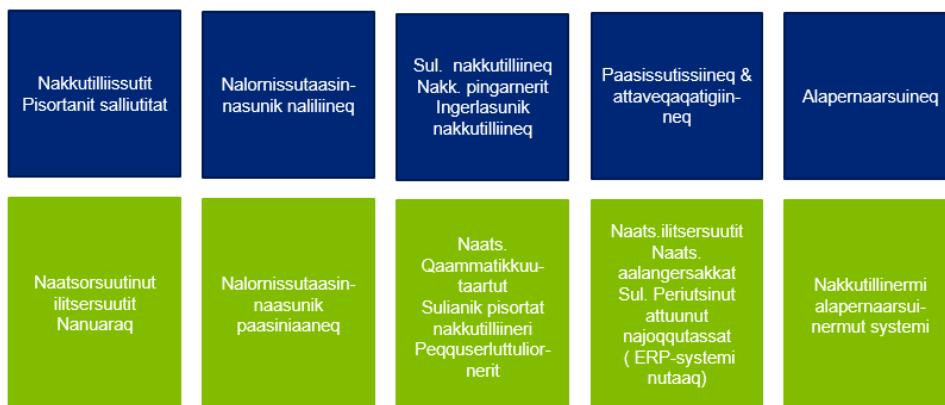 Nakkutilliissutit
Pisortanit salliutitat
Nalornissutaasin-
nasunik naliliineq
Sul.  nakkutilliineq
Nakk. pingarnerit
Ingerlasunik
nakkutilliineq
Paasissutissiineq &
attaveqaqatigiin-
neq
Alapernaarsuineq
Naatsorsuutinut
ilitsersuutit
Nanuaraq
Nalornissutaasin-
naasunik
paasiniaaneq
Naats.
Qaammatikkuu-
taartut
Sulianik pisortat
nakkutilliineri
Peqquserluttulior-
nerit
Naats.ilitsersuutit
Naats.
aalangersakkat
Sul. Periutsinut
attuunut
najoqqutassat
( ERP-systemi
nutaaq)
Nakkutillinermi
alapernaarsui-
nermut systemi